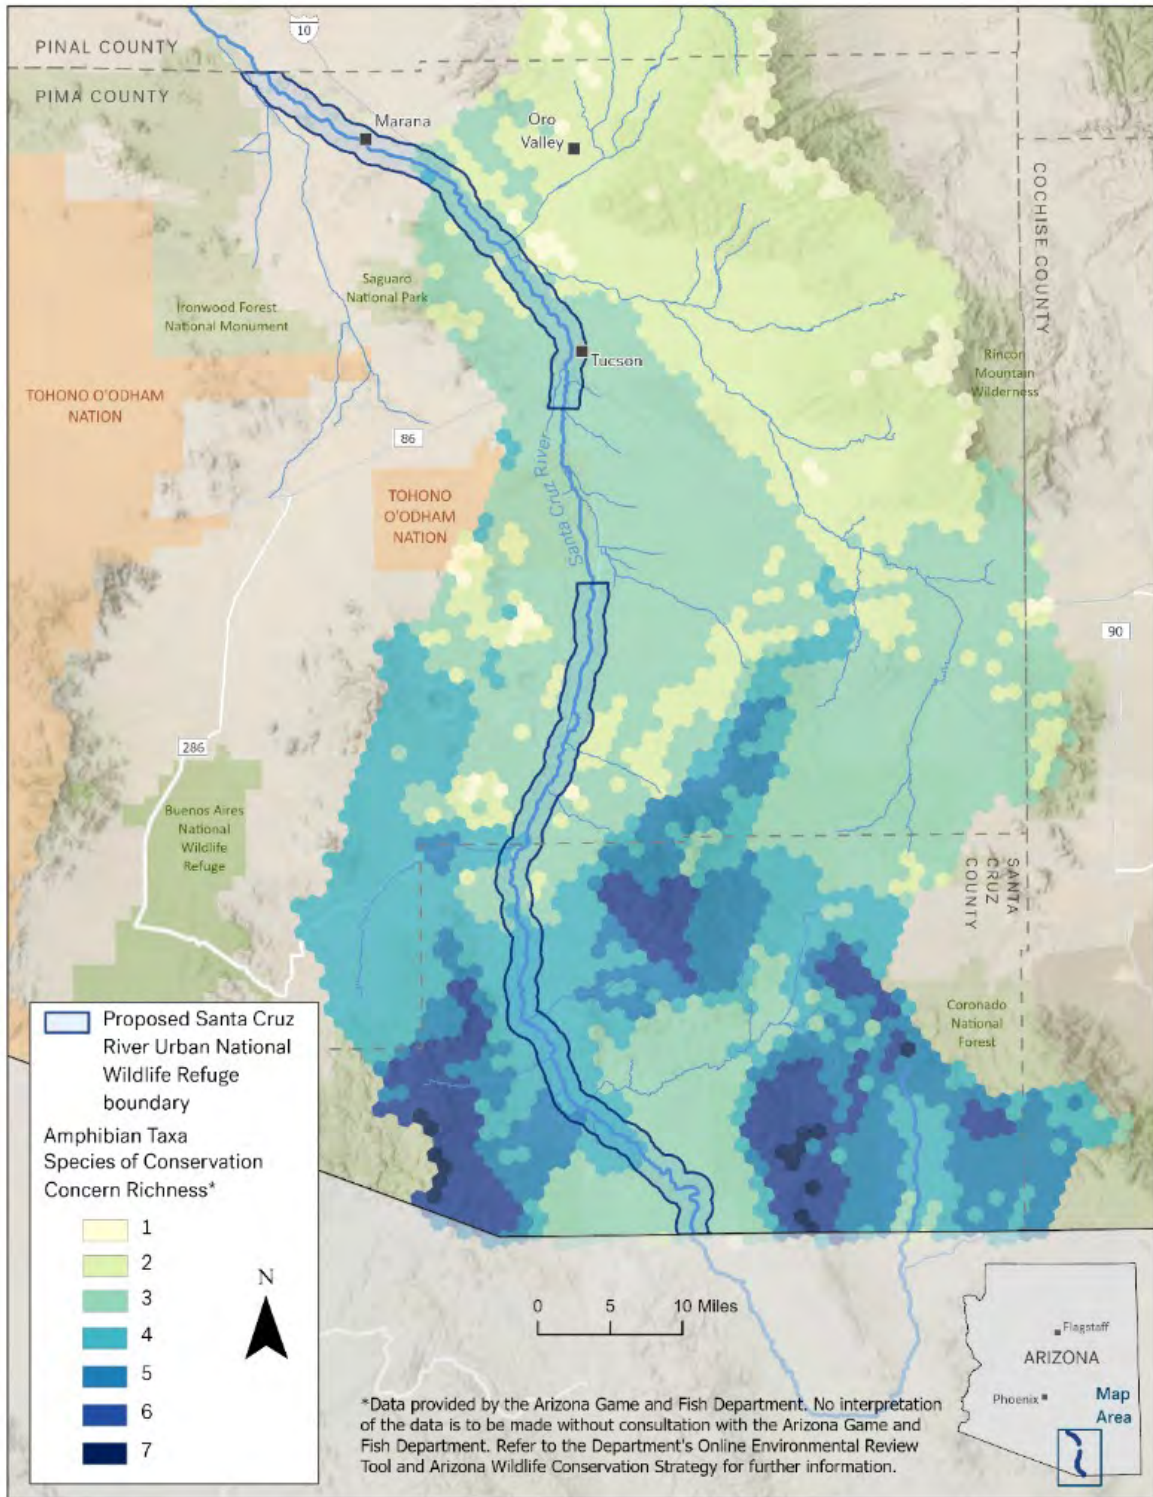 10
PINAL COUNTY
PIMA COUNTY
Marana
Oro
Valley
COCHISE COUNTY
Saguaro
National Park
Ironwood Forest
National Monument
Tucson
Rincon
Mountain
Wilderness
TOHONO O'ODHAM
NATION
86
Santa Cruz River
TOHONO
O'ODHAM
NATION
90
286
Buenos Aires
National
Wildlife
Refuge
SANTA
CRUZ
COUNTY
Coronado
National
Forest
Proposed Santa Cruz
River Urban National
Wildlife Refuge
boundary
Amphibian Taxa
Species of Conservation
Concern Richness*
1
2
3
4
5
6
7
N
0 5 10 Miles
*Data provided by the Arizona Game and Fish Department. No interpretation
of the data is to be made without consultation with the Arizona Game and
Fish Department. Refer to the Department's Online Environmental Review
Tool and Arizona Wildlife Conservation Strategy for further information.
Flagstaff
ARIZONA
Phoenix
Map
Area